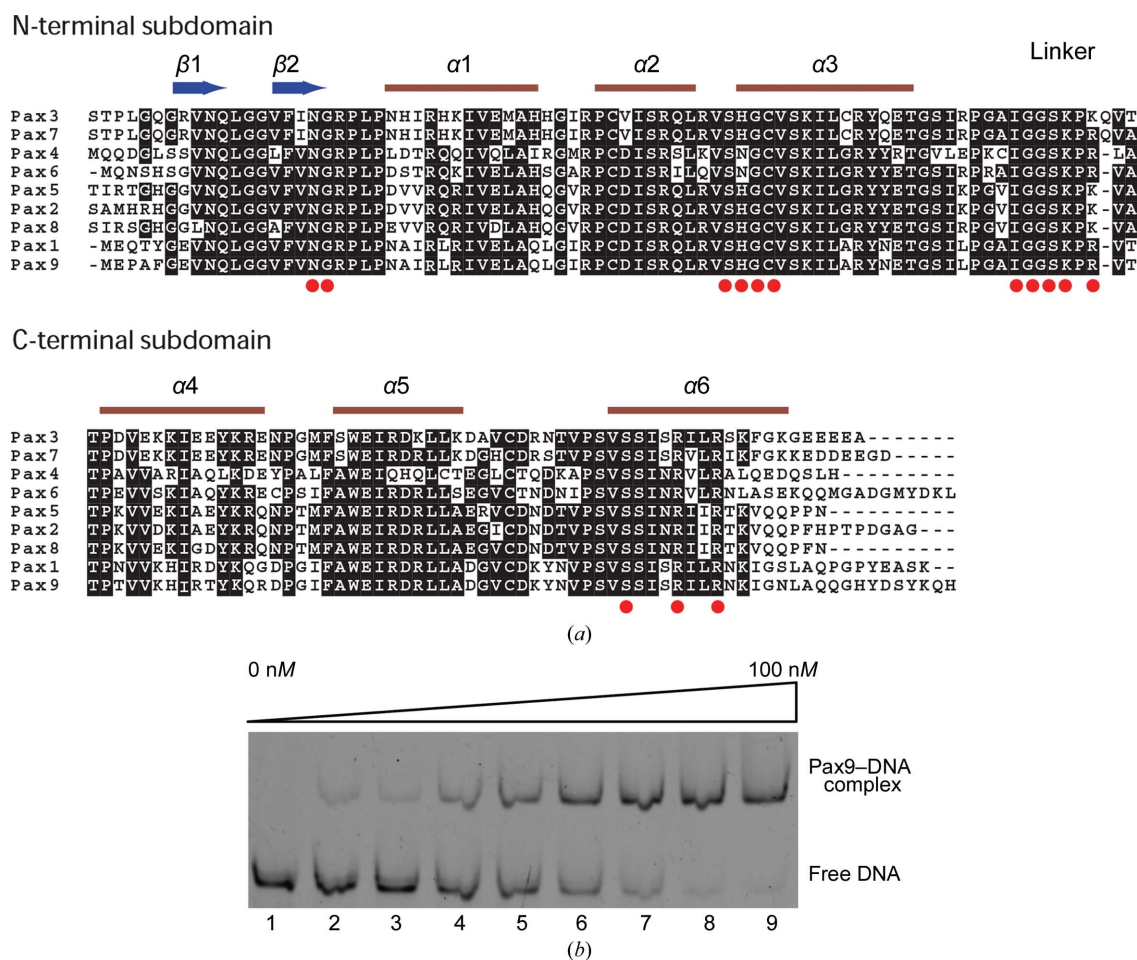 N-terminal subdomain
β1 β2 α1 α2 α3 Linker
Pax3 STPLGQGRVNQLGGVFINGRPLPNHIRHKIVEMAHHGIRPCVISRQLRVSHGCVSKILCRYQETGSIRPGAIGGSKPKQVT
Pax7 STPLGQGRVNQLGGVFINGRPLPNHIRHKIVEMAHHGIRPCVISRQLRVSHGCVSKILCRYQETGSIRPGAIGGSKPRQVA
Pax4 MQQDGLSSVNQLGGLFVNGRPLPLDTRQQIVQLAIRGMRPCDISRSLKVSNGCVSKILGRYYRTGVLEPKCIGGSKPR-LA
Pax6 -MQNSHSGVNQLGGVFVNGRPLPDSTRQKIVELAHSGARPCDISRILQVSNGCVSKILGRYYETGSIRPRAIGGSKPR-VA
Pax5 TIRTGHGGVNQLGGVFVNGRPLPDVVRQRIVELAHQGVRPCDISRQLRVSHGCVSKILGRYYETGSIKPGVIGGSKPK-VA
Pax2 SAMHRHGGVNQLGGVFVNGRPLPDVVRQRIVELAHQGVRPCDISRQLRVSHGCVSKILGRYYETGSIKPGVIGGSKPK-VA
Pax8 SIRSGHGGLNQLGGAFVNGRPLPEVVRQRIVDLAHQGVRPCDISRQLRVSHGCVSKILGRYYETGSIRPGVIGGSKPK-VA
Pax1 -MEQTYGEVNQLGGVFVNGRPLPNAIRLRIVELAQLGIRPCDISRQLRVSHGCVSKILARYNETGSILPGAIGGSKPR-VT
Pax9 -MEPAFGEVNQLGGVFVNGRPLPNAIRLRIVELAQLGIRPCDISRQLRVSHGCVSKILARYNETGSILPGAIGGSKPR-VT
C-terminal subdomain
α4 α5 α6
Pax3 TPDVEKKIEEYKRENPGMFSWEIRDKLLKDAVCDRNTVPSVSSISRILRSKFGKGEEEEA-------
Pax7 TPDVEKKIEEYKRENPGMFSWEIRDRLLKDGHCDRSTVPSVSSISRVLRIKFGKKEDDEEGD-----
Pax4 TPAVVARIAQLKDEYPALFAWEIQHQLCTEGLCTQDKAPSVSSINRVLRALQEDQSLH---------
Pax6 TPEVVSKIAQYKRECPSIFAWEIRDRLLSEGVCTNDNIPSVSSINRVLRNLASEKQQMGADGMYDKL
Pax5 TPKVVEKIAEYKRQNPTMFAWEIRDRLLAERVCDNDTVPSVSSINRIIRTKVQQPPN----------
Pax2 TPKVVDKIAEYKRQNPTMFAWEIRDRLLAEGICDNDTVPSVSSINRIIRTKVQQPFHPTPDGAG---
Pax8 TPKVVEKIGDYKRQNPTMFAWEIRDRLLAEGVCDNDTVPSVSSINRIIRTKVQQPFN----------
Pax1 TPNVVKHIRDYKQGDPGIFAWEIRDRLLADGVCDKYNVPSVSSISRILRNKIGSLAQPGPYEASK--
Pax9 TPTVVKHIRTYKQRDPGIFAWEIRDRLLADGVCDKYNVPSVSSISRILRNKIGNLAQQGHYDSYKQH
(a)
0 nM 100 nM
Pax9–DNA
complex
Free DNA
1 2 3 4 5 6 7 8 9
(b)